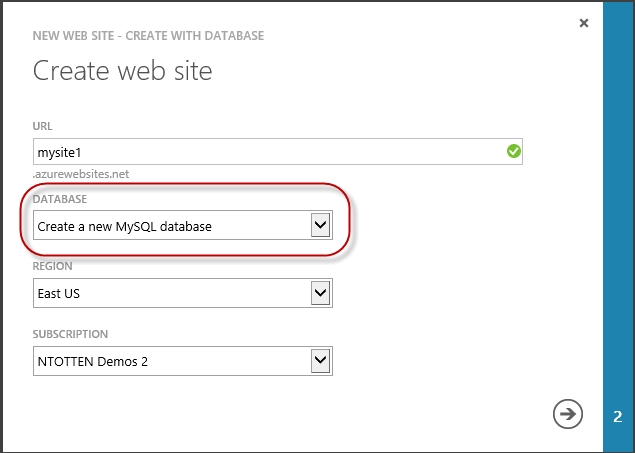 NEW WEB SITE - CREATE WITH DATABASE
Create web site
URL
mysite1
.azurewebsites.net
DATABASE
Create a new MySQL database
REGION
East US
SUBSCRIPTION
NTOTTEN Demos 2
2